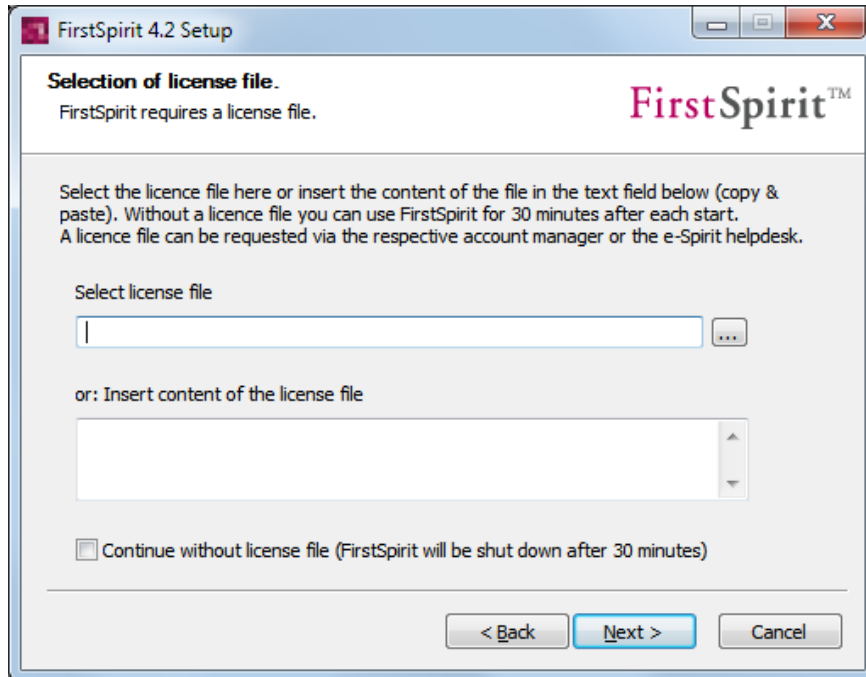 FirstSpirit 4.2 Setup
Selection of license file.
FirstSpirit requires a license file.
FirstSpirit™
Select the licence file here or insert the content of the file in the text field below (copy &
paste). Without a licence file you can use FirstSpirit for 30 minutes after each start.
A licence file can be requested via the respective account manager or the e-Spirit helpdesk.
Select license file
...
or: Insert content of the license file
Continue without license file (FirstSpirit will be shut down after 30 minutes)
< Back Next > Cancel